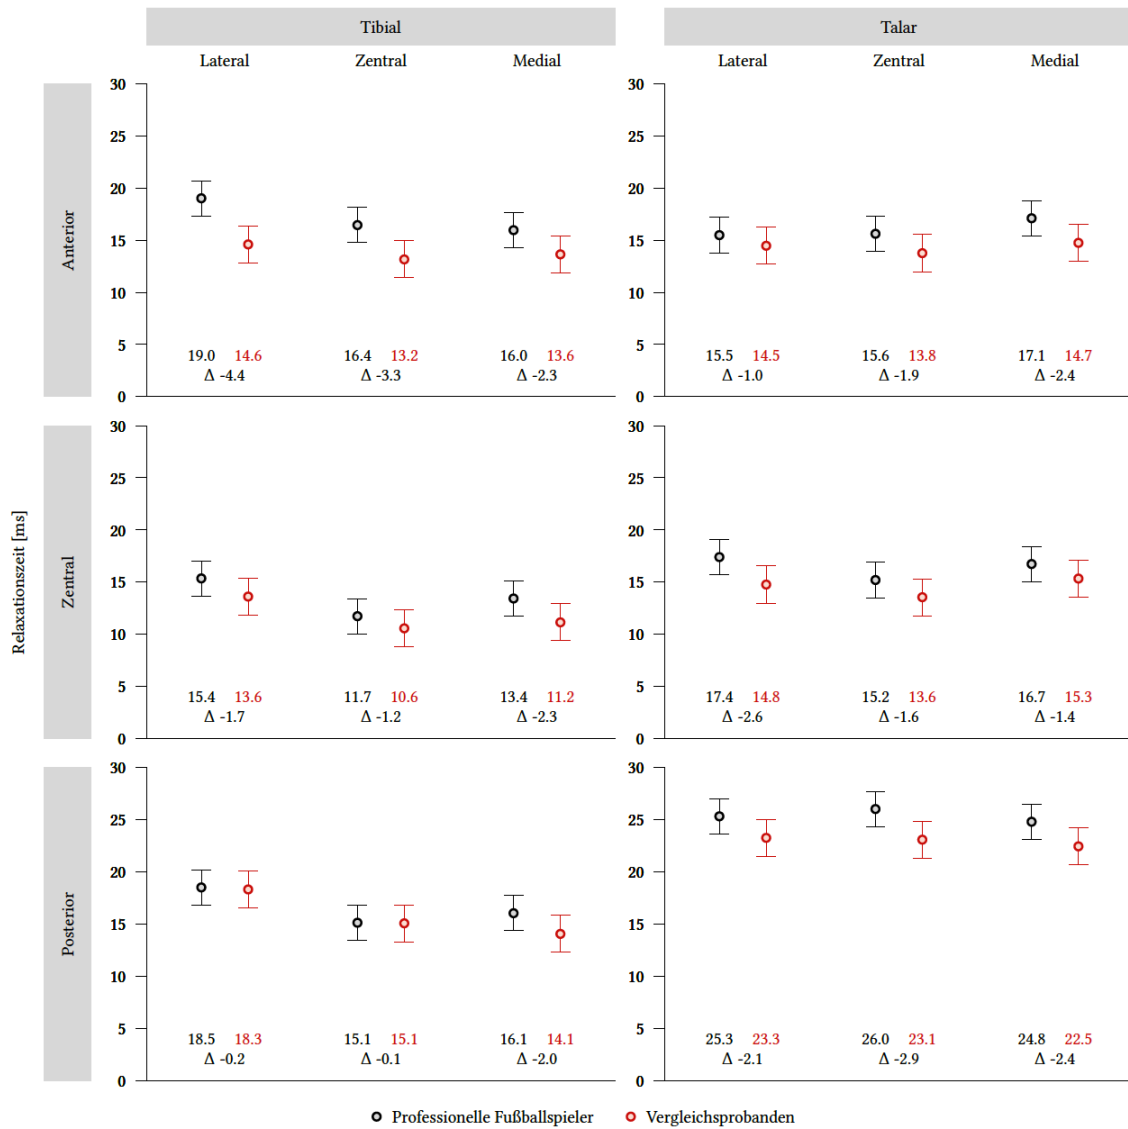 Tibial Talar
Lateral Zentral Medial Lateral Zentral Medial
Anterior
30 30
25 25
20 20
15 15
10 10
5 5
19.0 14.6 16.4 13.2 16.0 13.6 15.5 14.5 15.6 13.8 17.1 14.7
Δ -4.4 Δ -3.3 Δ -2.3 Δ -1.0 Δ -1.9 Δ -2.4
0 0
Relaxationszeit [ms]
Zentral
30 30
25 25
20 20
15 15
10 10
5 5
15.4 13.6 11.7 10.6 13.4 11.2 17.4 14.8 15.2 13.6 16.7 15.3
Δ -1.7 Δ -1.2 Δ -2.3 Δ -2.6 Δ -1.6 Δ -1.4
0 0
Posterior
30 30
25 25
20 20
15 15
10 10
5 5
18.5 18.3 15.1 15.1 16.1 14.1 25.3 23.3 26.0 23.1 24.8 22.5
Δ -0.2 Δ -0.1 Δ -2.0 Δ -2.1 Δ -2.9 Δ -2.4
0 0
Professionelle Fußballspieler Vergleichsprobanden